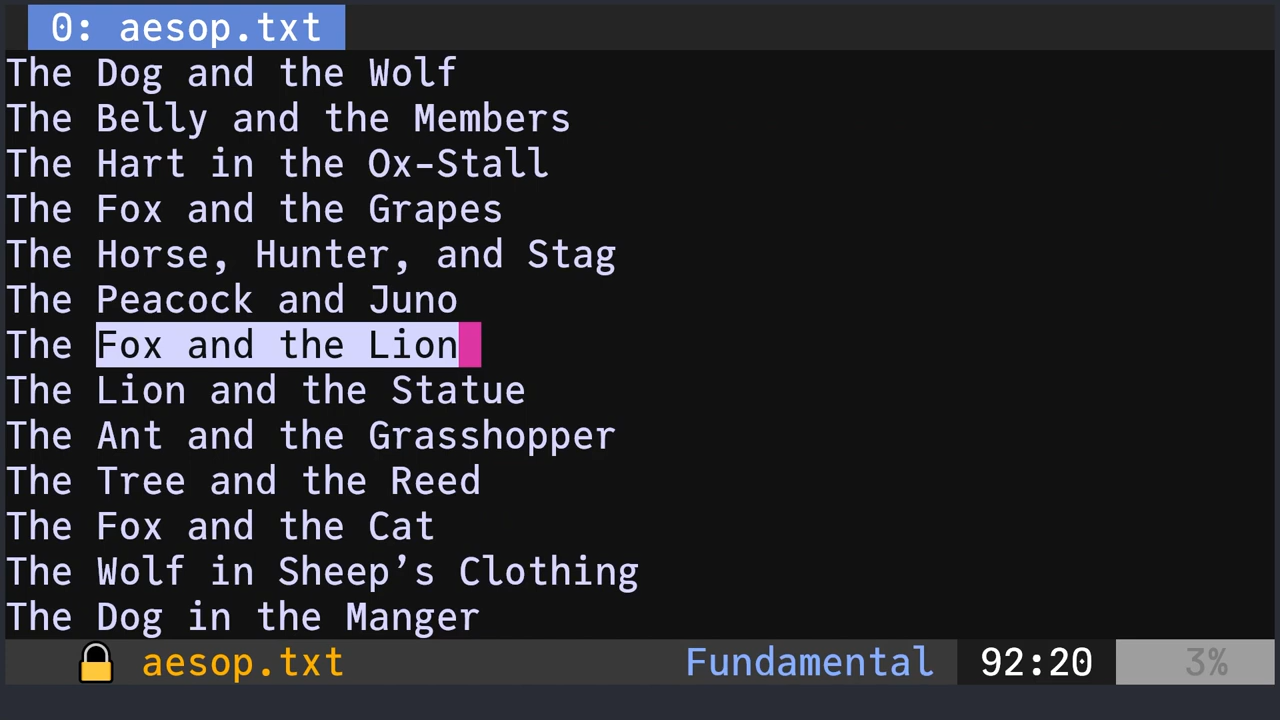 0: aesop.txt
The Dog and the Wolf
The Belly and the Members
The Hart in the Ox-Stall
The Fox and the Grapes
The Horse, Hunter, and Stag
The Peacock and Juno
The Fox and the Lion
The Lion and the Statue
The Ant and the Grasshopper
The Tree and the Reed
The Fox and the Cat
The Wolf in Sheep’s Clothing
The Dog in the Manger
aesop.txt Fundamental 92:20 3%